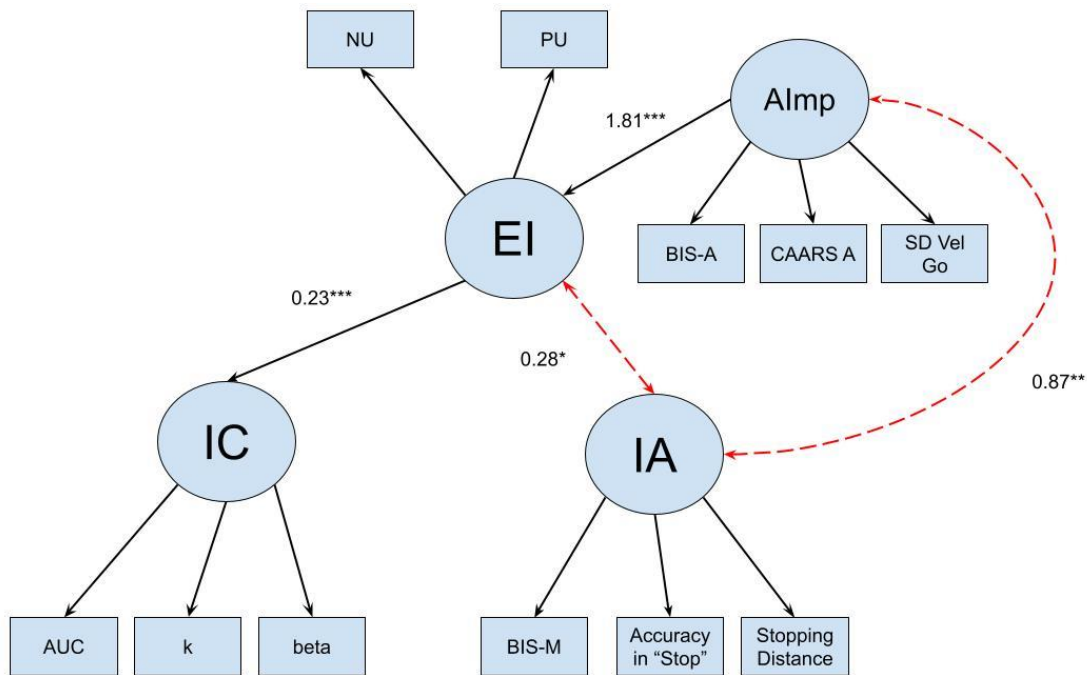 NU
PU
AImp
1.81***
EI
BIS-A
CAARS A
SD Vel
Go
0.23***
0.28*
0.87**
IC
IA
AUC
k
beta
BIS-M
Accuracy
in “Stop”
Stopping
Distance